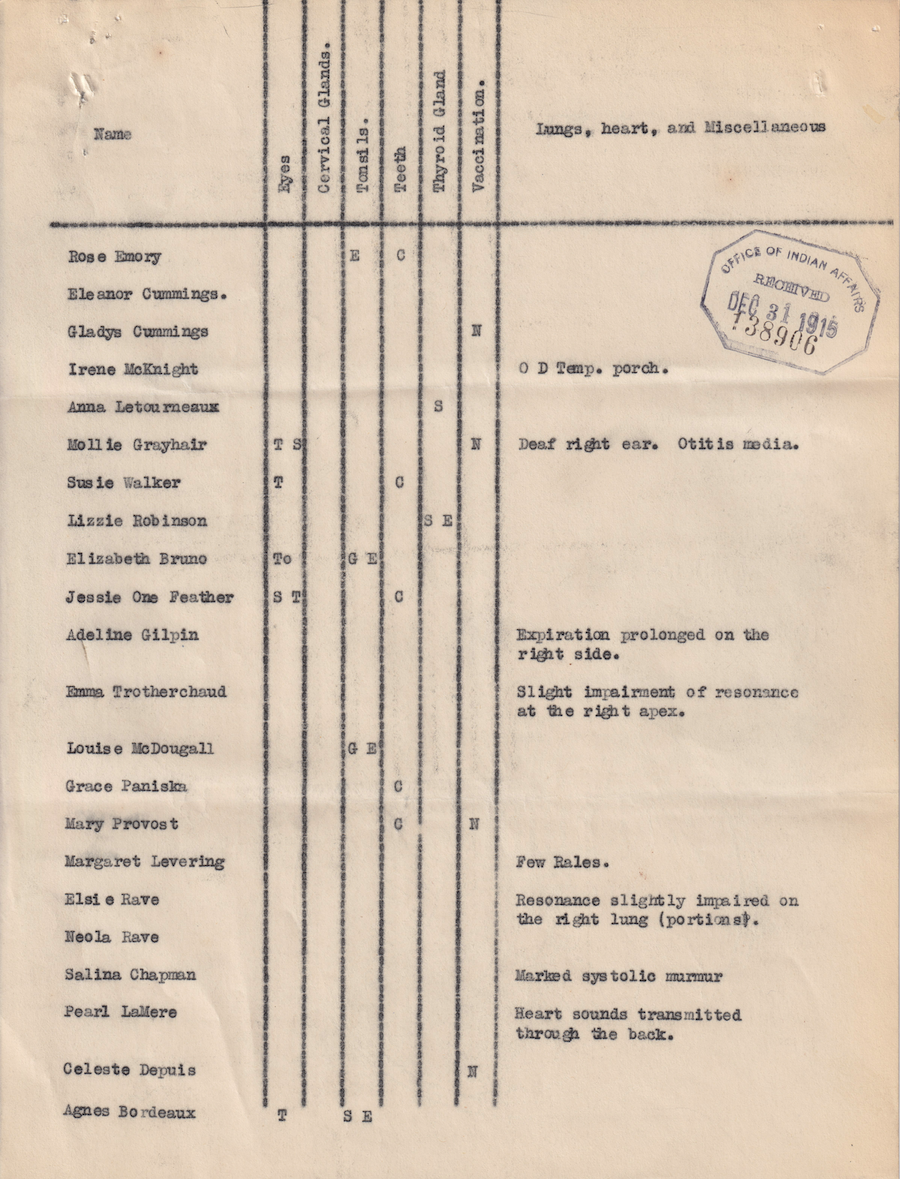 Name
Eyes
Cervical Glands.
Tonsils.
Teeth
Thyroid Gland
Vaccination.
Lungs, heart, and Miscellaneous
OFFICE OF INDIAN AFFAIRS
RECEIVED
DEC 31 1915
138906
Rose Emory E C
Eleanor Cummings.
Gladys Cummings N
Irene McKnight O D Temp. porch.
Anna Letourneaux S
Mollie Grayhair T S N Deaf right ear. Otitis media.
Susie Walker T C
Lizzie Robinson S E
Elizabeth Bruno To G E
Jessie One Feather S T C
Adeline Gilpin Expiration prolonged on the
right side.
Emma Trotherchaud Slight impairment of resonance
at the right apex.
Louise McDougall G E
Grace Paniska C
Mary Provost C N
Margaret Levering Few Rales.
Elsie Rave Resonance slightly impaired on
the right lung (portions).
Neola Rave
Salina Chapman Marked systolic murmur
Pearl LaMere Heart sounds transmitted
through the back.
Celeste Depuis N
Agnes Bordeaux T S E